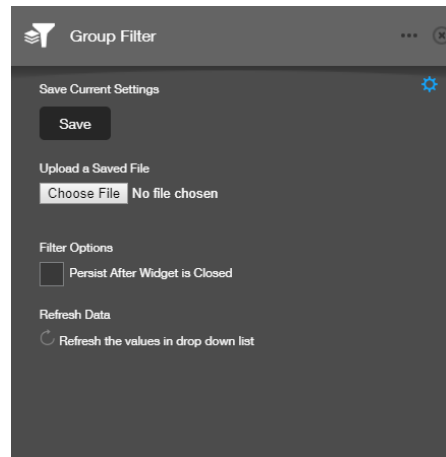 Group Filter
Save Current Settings
Save
Upload a Saved File
Choose File No file chosen
Filter Options
Persist After Widget is Closed
Refresh Data
Refresh the values in drop down list